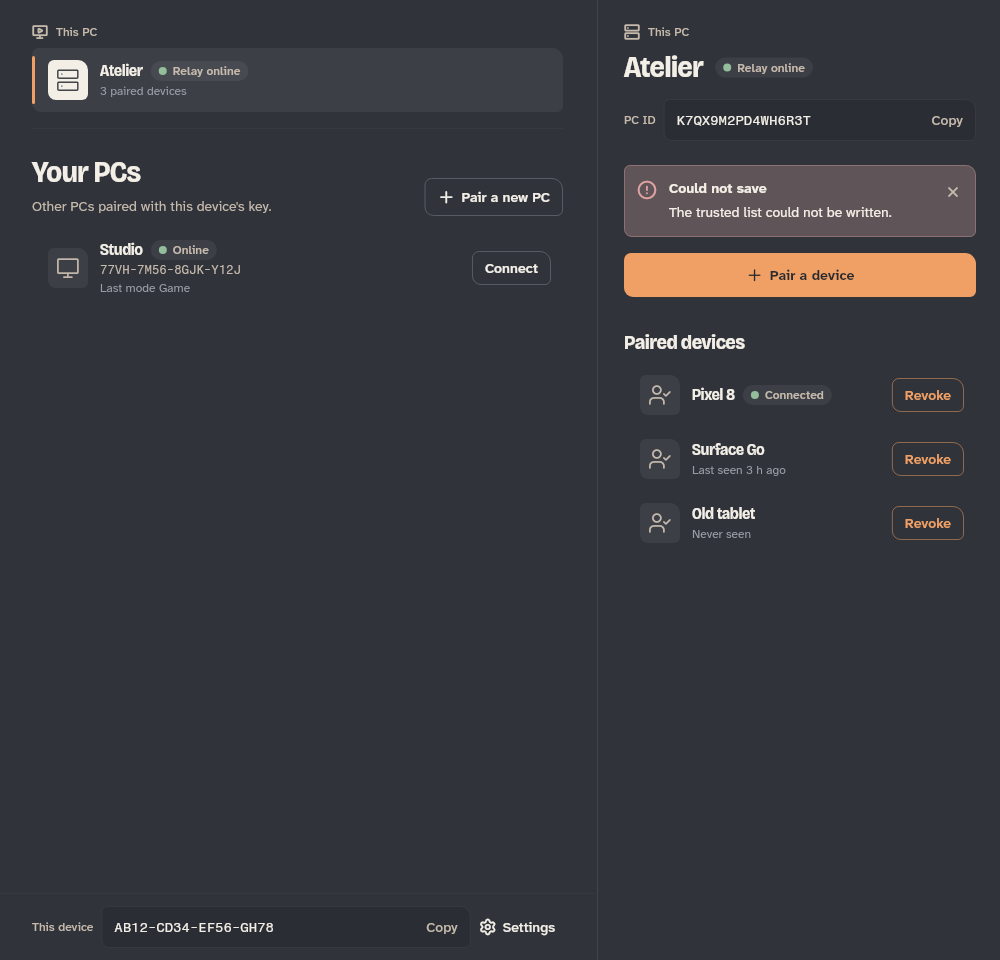 This PC
Atelier Relay online
3 paired devices
Your PCs
Other PCs paired with this device's key.
Pair a new PC
Studio Online
77VH-7M56-8GJK-Y12J
Last mode Game
Connect
This device AB12-CD34-EF56-GH78 Copy Settings
This PC
Atelier Relay online
PC ID K7QX9M2PD4WH6R3T Copy
Could not save
The trusted list could not be written.
Pair a device
Paired devices
Pixel 8 Connected Revoke
Surface Go
Last seen 3 h ago
Revoke
Old tablet
Never seen
Revoke